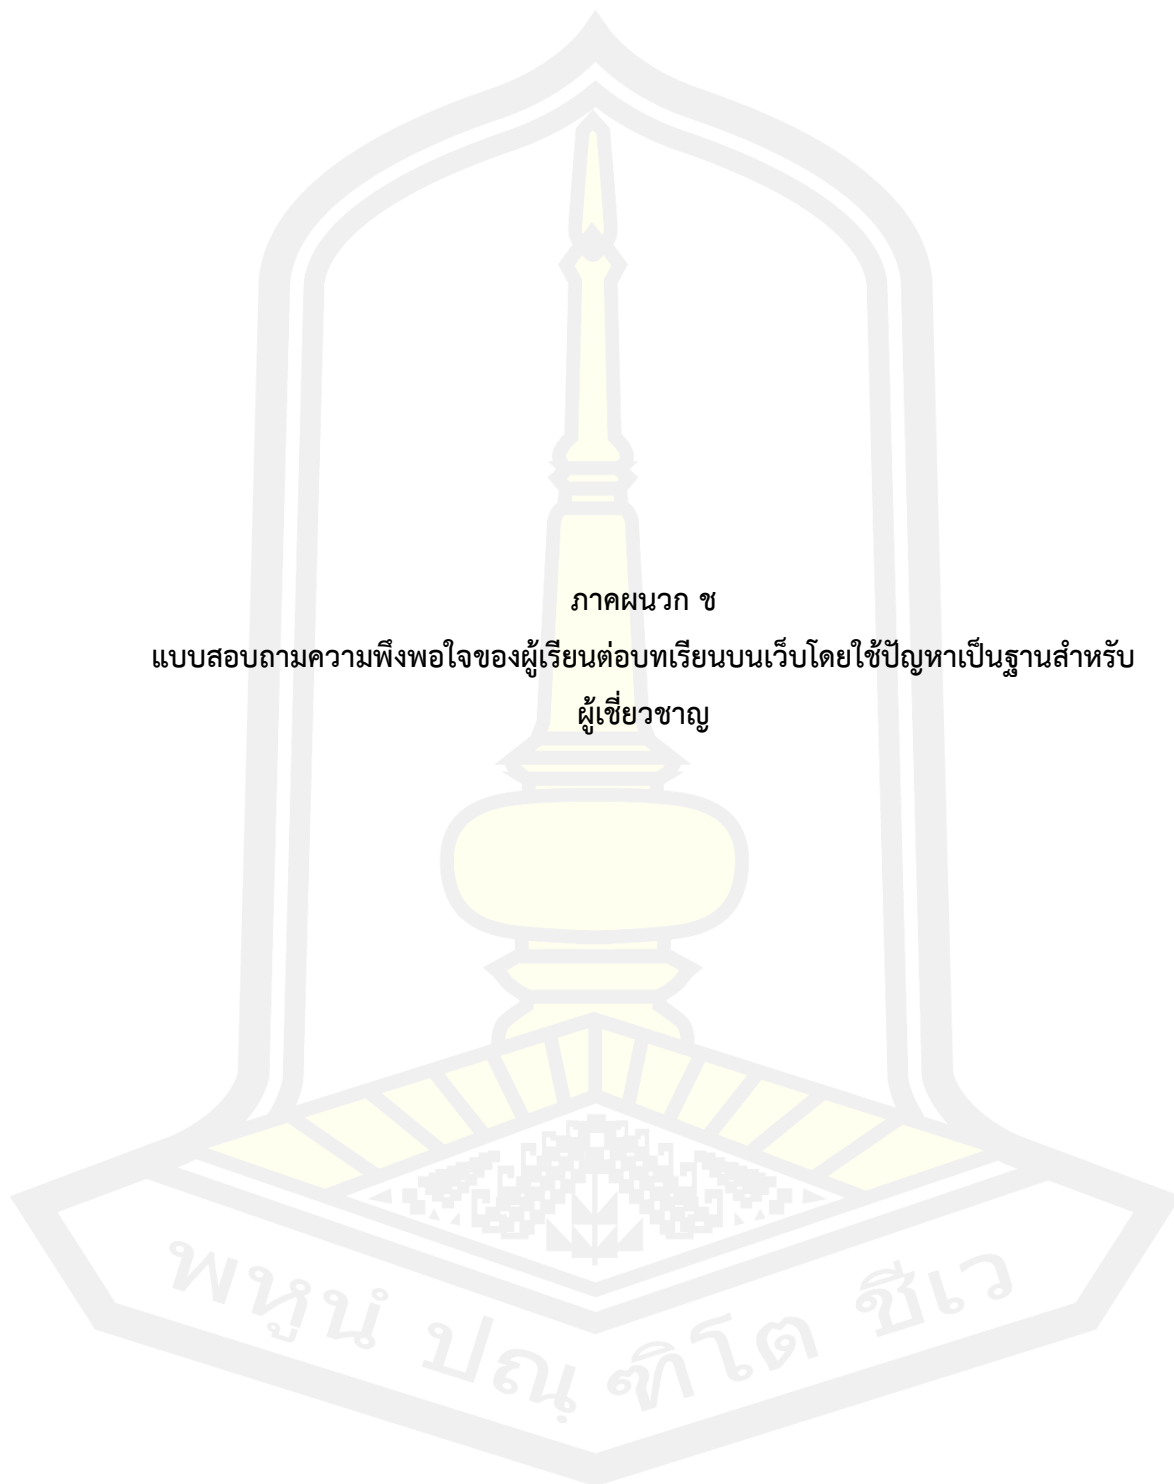 ภาคผนวก ช
แบบสอบถามความพึงพอใจของผู้เรียนต่อบทเรียนบนเว็บโดยใช้ปัญหาเป็นฐานสำหรับ
ผู้เชี่ยวชาญ
พหูนํ ปณฺฑิโต ชีเว